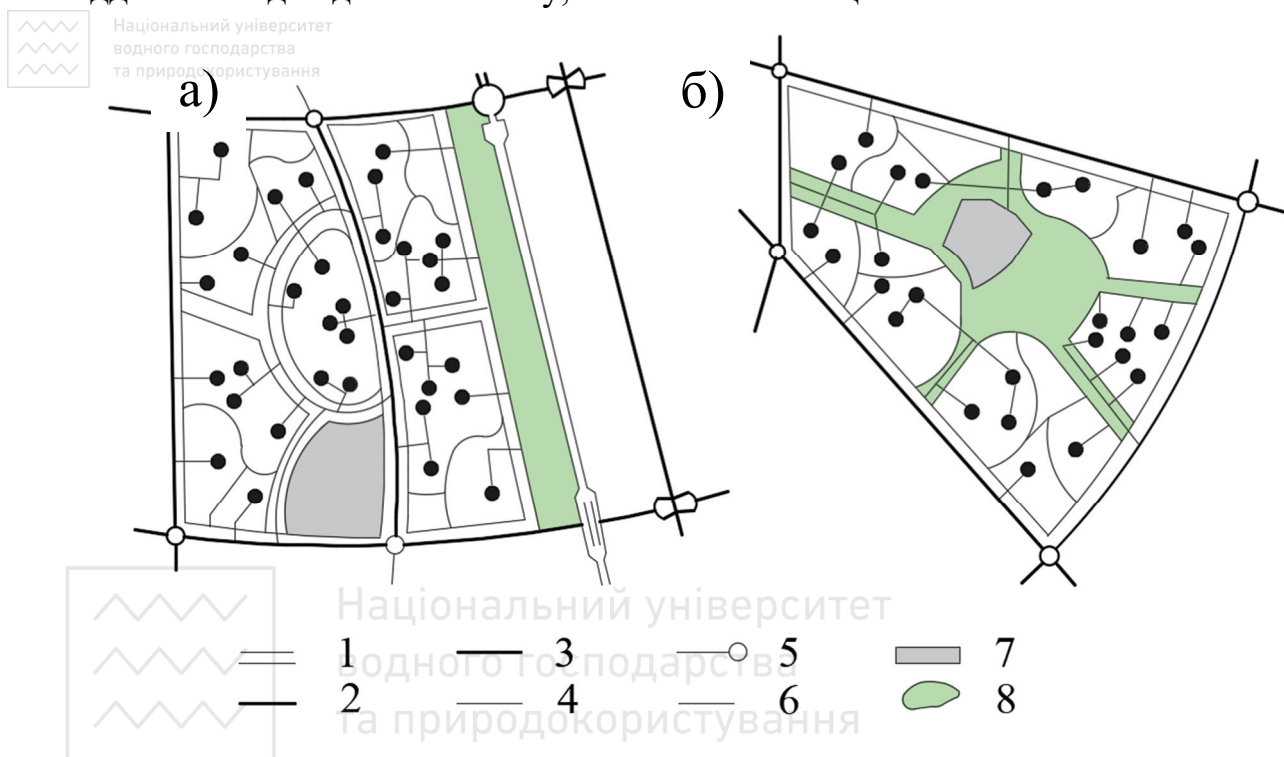 Національний університет
водного господарства
та природокористування
а)
б)
Національний університет
водного господарства
та природокористування
1 3 5 7
2 4 6 8